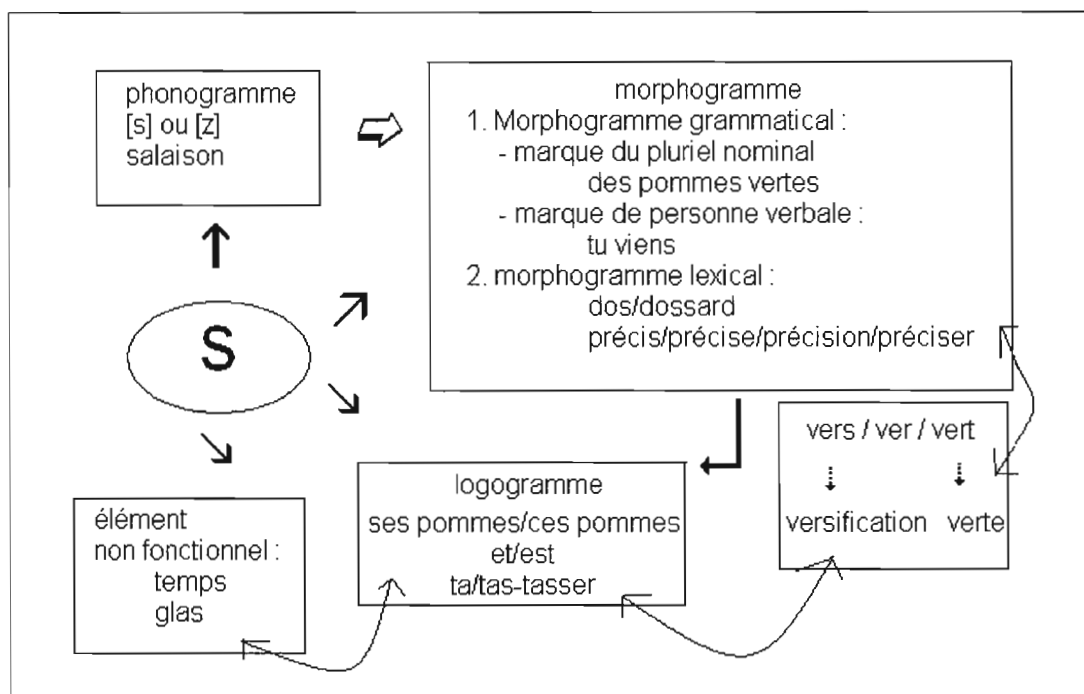 phonogramme
[s] ou [z]
salaison
morphogramme
1. Morphogramme grammatical :
- marque du pluriel nominal
des pommes vertes
- marque de personne verbale :
tu viens
2. morphogramme lexical :
dos/dossard
précis/précise/précision/préciser
S
vers / ver / vert
versification verte
logogramme
ses pommes/ces pommes
et/est
ta/tas-tasser
élément
non fonctionnel :
temps
glas